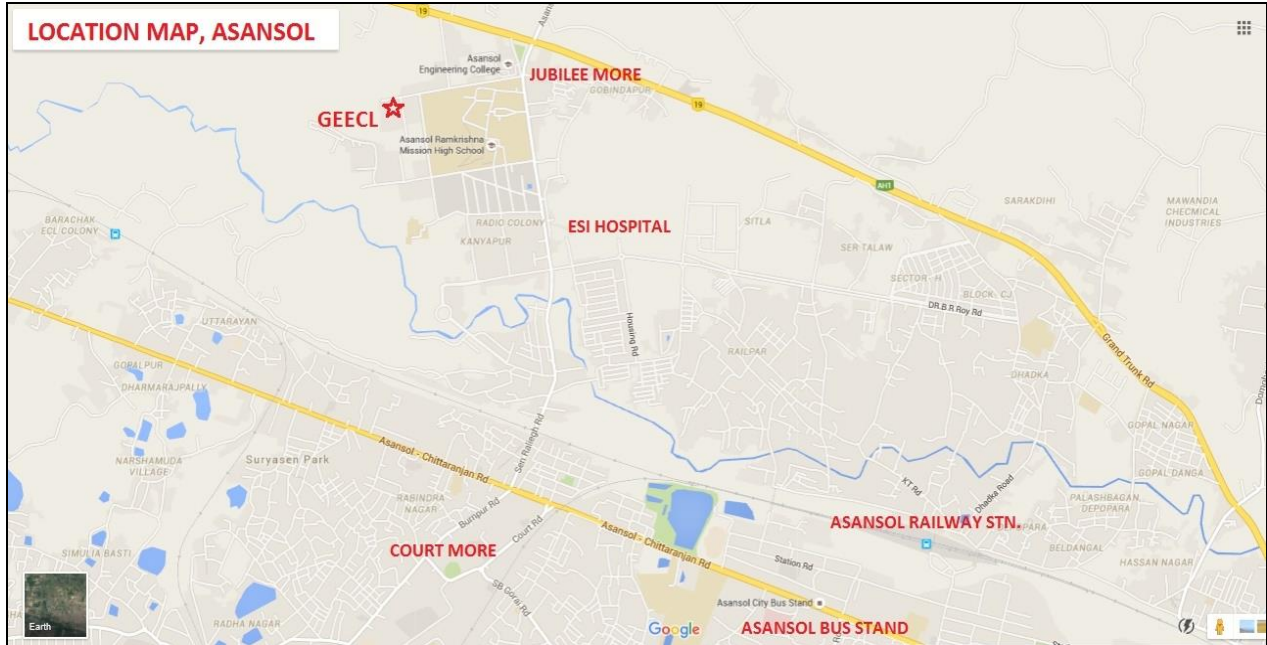 LOCATION MAP, ASANSOL
19
Asansol
Engineering College
JUBILEE MORE
GOBINDAPUR
GEECL
19
Asansol Ramkrishna
Mission High School
AH1
SARAKDIHI
MAWANDIA
CHECMICAL
INDUSTRIES
BARACHAK
ECL COLONY
RADIO COLONY
ESI HOSPITAL
SITLA
KANYAPUR
SER TALAW
SECTOR-H
BLOCK-CJ
DR.B.R Roy Rd
UTTARAYAN
Housing Rd
RAILPAR
Grand Trunk Rd
GOPALPUR
DHARMARAJPALLY
DHADKA
GOPAL NAGAR
Sen Raliegh Rd
Asansol - Chittaranjan Rd
NARSHAMUDA
VILLAGE
Suryasen Park
GOPAL DANGA
RABINDRA
NAGAR
Burnpur Rd
KT Rd
Dhadka Road
PALASHBAGAN
DEPOPARA
Court Rd
ASANSOL RAILWAY STN.
COURT MORE
Asansol - Chittaranjan Rd
SIMULIA BASTI
BELDANGAL
HASSAN NAGAR
Station Rd
SB Gorai Rd
Asansol City Bus Stand
Earth
RADHA NAGAR
Google
ASANSOL BUS STAND